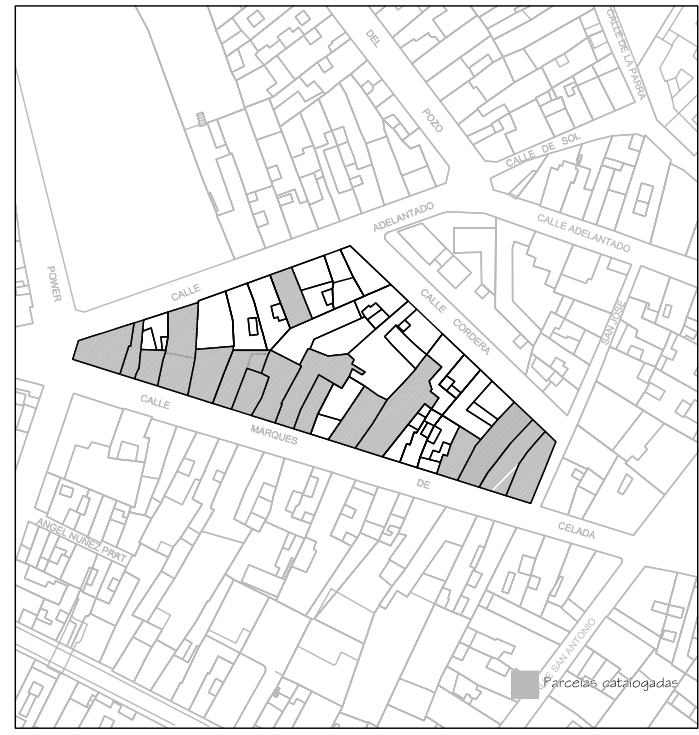 DEL
POZO
CALLE DE LA PARRA
CALLE DE SOL
CALLE ADELANTADO
CALLE ADELANTADO
POWER
CALLE CORDERA
SAN JOSE
CALLE MARQUES DE CELADA
ANGEL NUÑEZ PRAT
SAN ANTONIO
Parcelas catalogadas